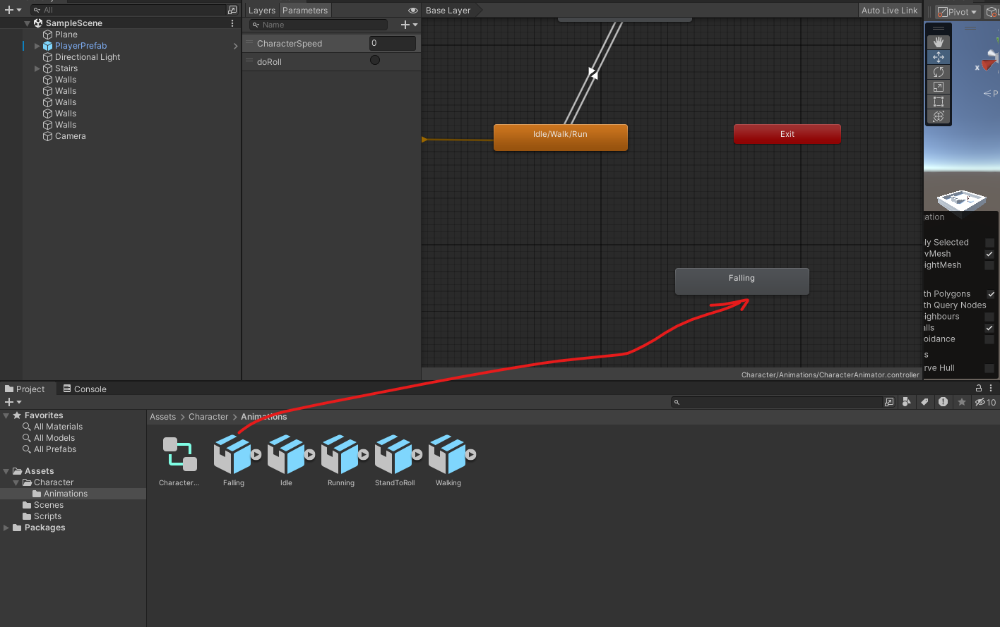 All
SampleScene
Plane
PlayerPrefab
Directional Light
Stairs
Walls
Walls
Walls
Walls
Walls
Camera
Layers Parameters
Name
CharacterSpeed 0
doRoll
Base Layer Auto Live Link
Idle/Walk/Run
Exit
Falling
Character/Animations/CharacterAnimator.controller
Pivot
x
P
ation
ly Selected
vMesh
ightMesh
th Polygons
th Query Nodes
ighbours
alls
oidance
s
rve Hull
Project Console
10
Favorites
All Materials
All Models
All Prefabs
Assets
Character
Animations
Scenes
Scripts
Packages
Assets > Character > Animations
Character... Falling Idle Running StandToRoll Walking